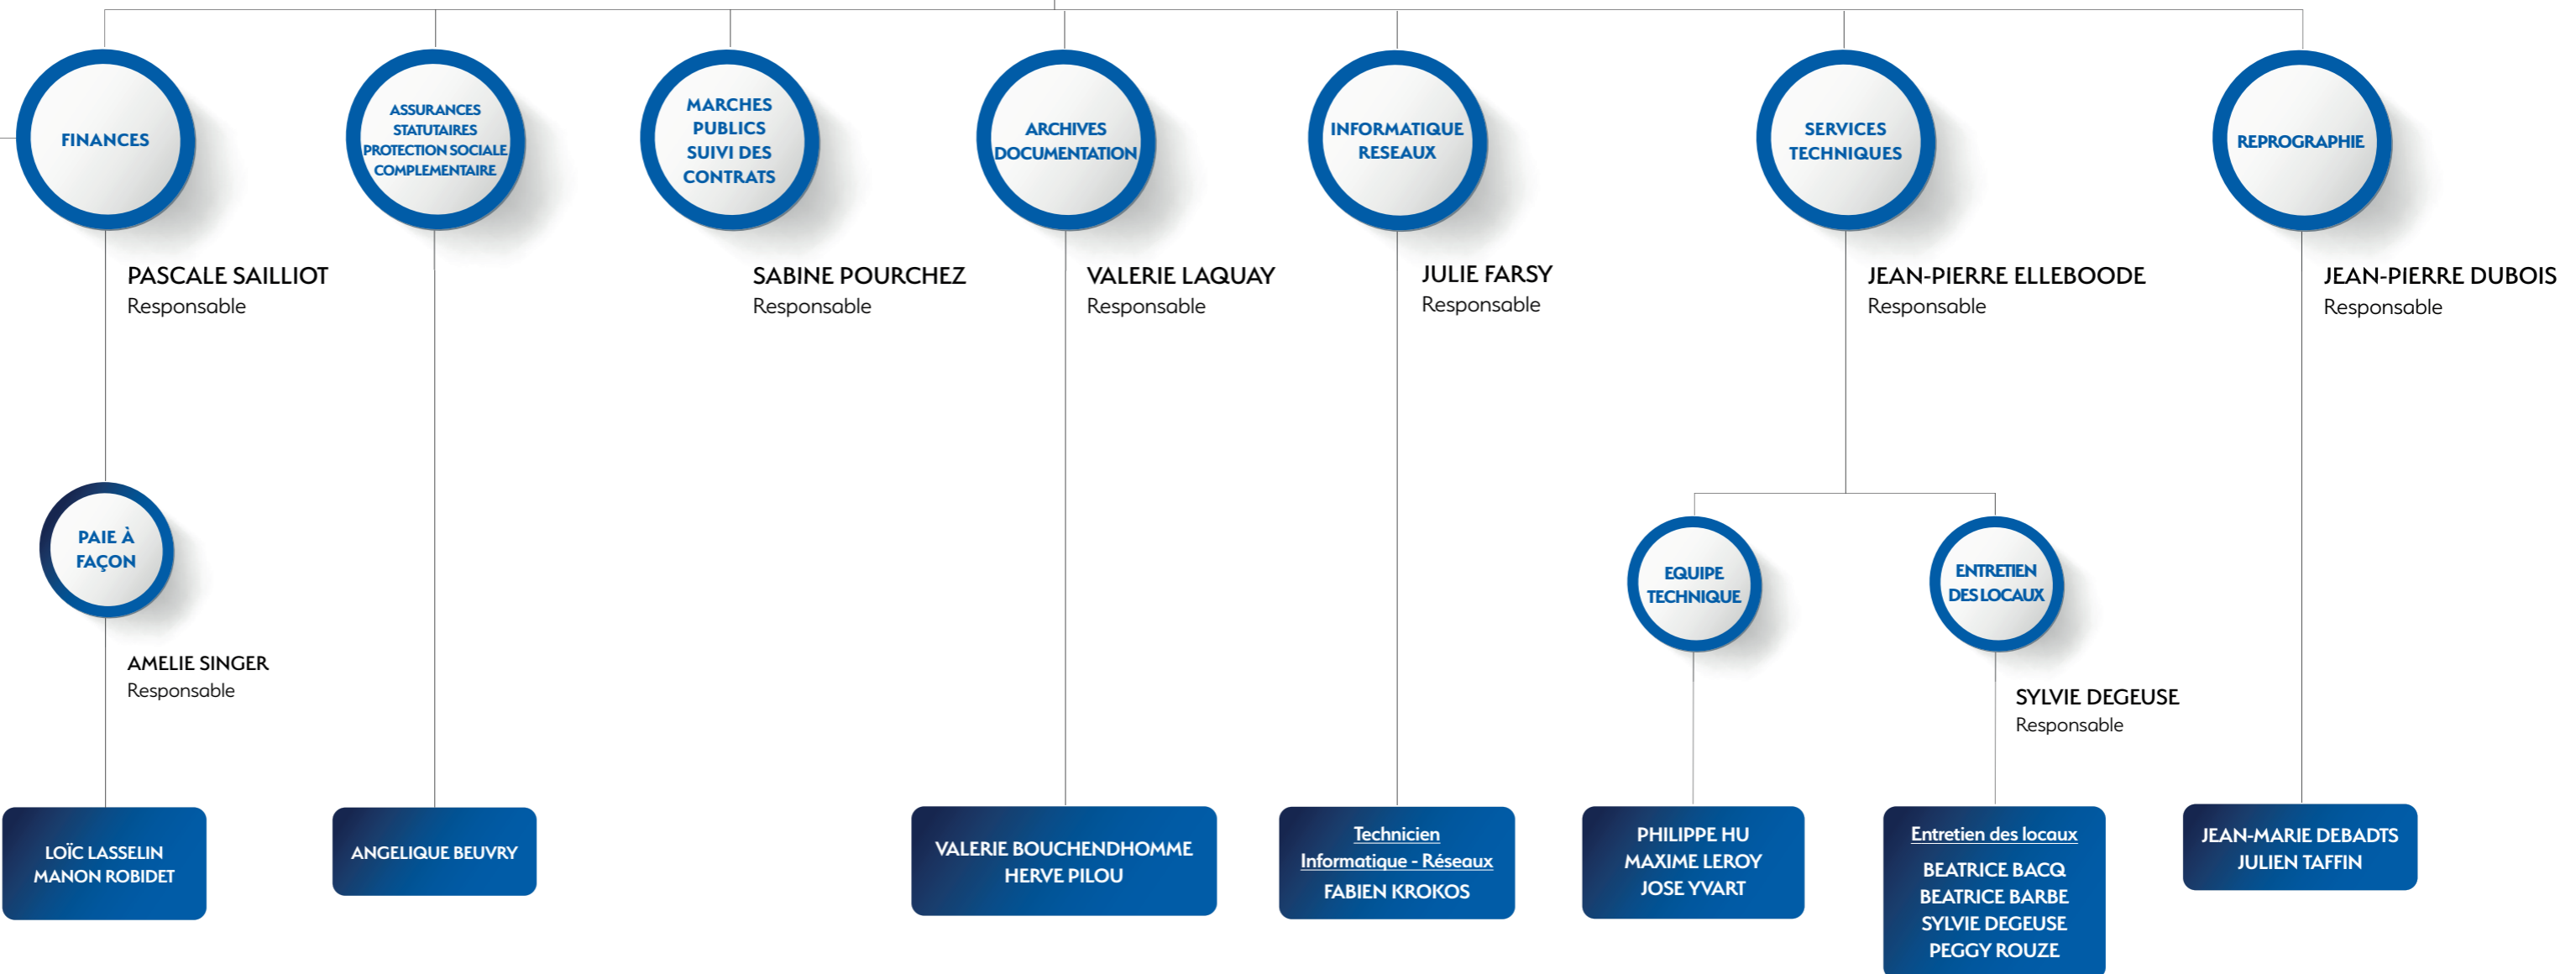 FINANCES
ASSURANCES
STATUTAIRES
PROTECTION SOCIALE
COMPLEMENTAIRE
MARCHES
PUBLICS
SUIVI DES
CONTRATS
ARCHIVES
DOCUMENTATION
INFORMATIQUE
RESEAUX
SERVICES
TECHNIQUES
REPROGRAPHIE
PASCALE SAILLIOT
Responsable
SABINE POURCHEZ
Responsable
VALERIE LAQUAY
Responsable
JULIE FARSY
Responsable
JEAN-PIERRE ELLEBOODE
Responsable
JEAN-PIERRE DUBOIS
Responsable
PAIE À
FAÇON
EQUIPE
TECHNIQUE
ENTRETIEN
DES LOCAUX
AMELIE SINGER
Responsable
SYLVIE DEGEUSE
Responsable
LOÏC LASSELIN
MANON ROBIDET
ANGELIQUE BEUVRY
VALERIE BOUCHENDHOMME
HERVE PILOU
Technicien
Informatique - Réseaux
FABIEN KROKOS
PHILIPPE HU
MAXIME LEROY
JOSE YVART
Entretien des locaux
BEATRICE BACQ
BEATRICE BARBE
SYLVIE DEGEUSE
PEGGY ROUZE
JEAN-MARIE DEBADTS
JULIEN TAFFIN